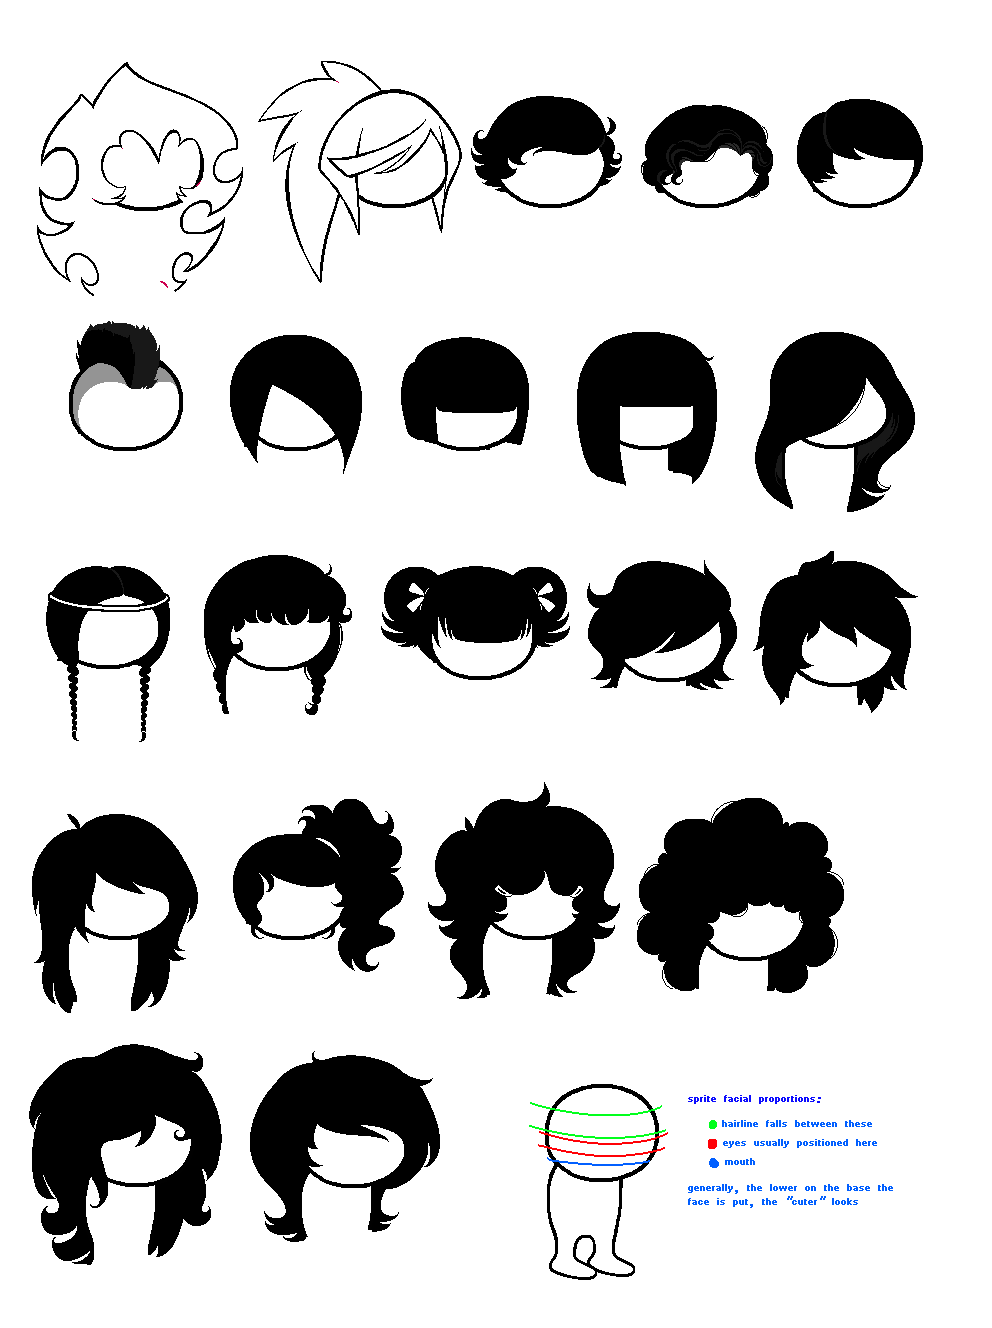 sprite facial proportions:
hairline falls between these
eyes usually positioned here
mouth
generally, the lower on the base the
face is put, the "cuter" looks